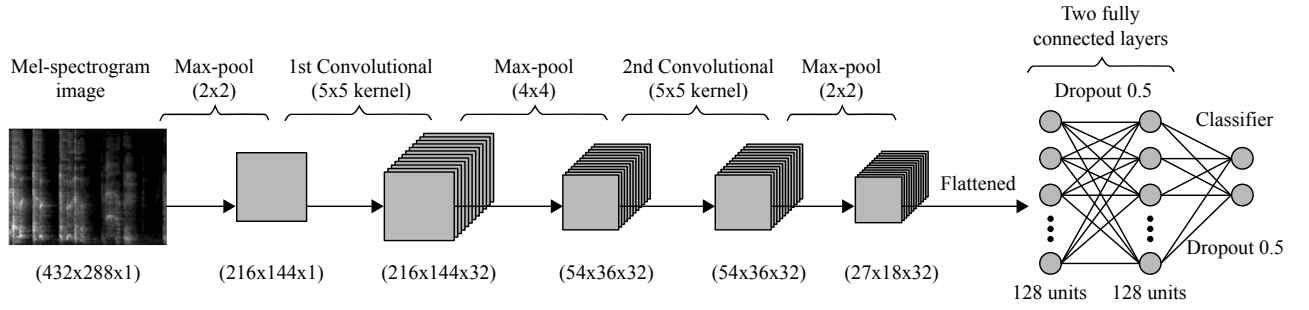 Two fully
connected layers
Mel-spectrogram
image
Max-pool
(2x2)
1st Convolutional
(5x5 kernel)
Max-pool
(4x4)
2nd Convolutional
(5x5 kernel)
Max-pool
(2x2)
Dropout 0.5
Classifier
Flattened
Dropout 0.5
(432x288x1)
(216x144x1)
(216x144x32)
(54x36x32)
(54x36x32)
(27x18x32)
128 units
128 units